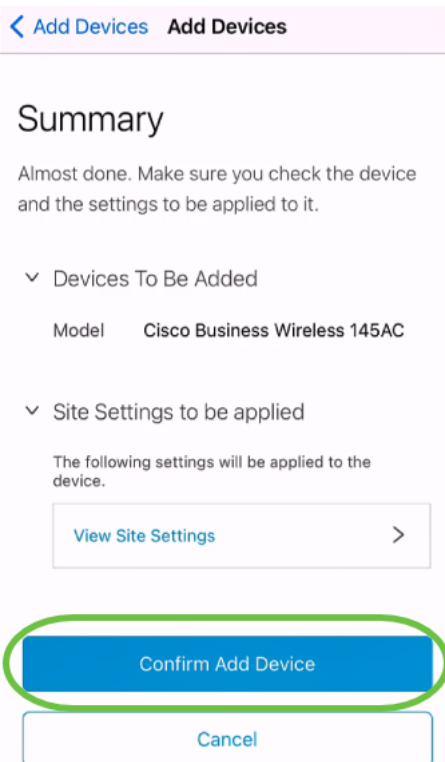 Add Devices Add Devices
Summary
Almost done. Make sure you check the device
and the settings to be applied to it.
Devices To Be Added
Model Cisco Business Wireless 145AC
Site Settings to be applied
The following settings will be applied to the
device.
View Site Settings
Confirm Add Device
Cancel